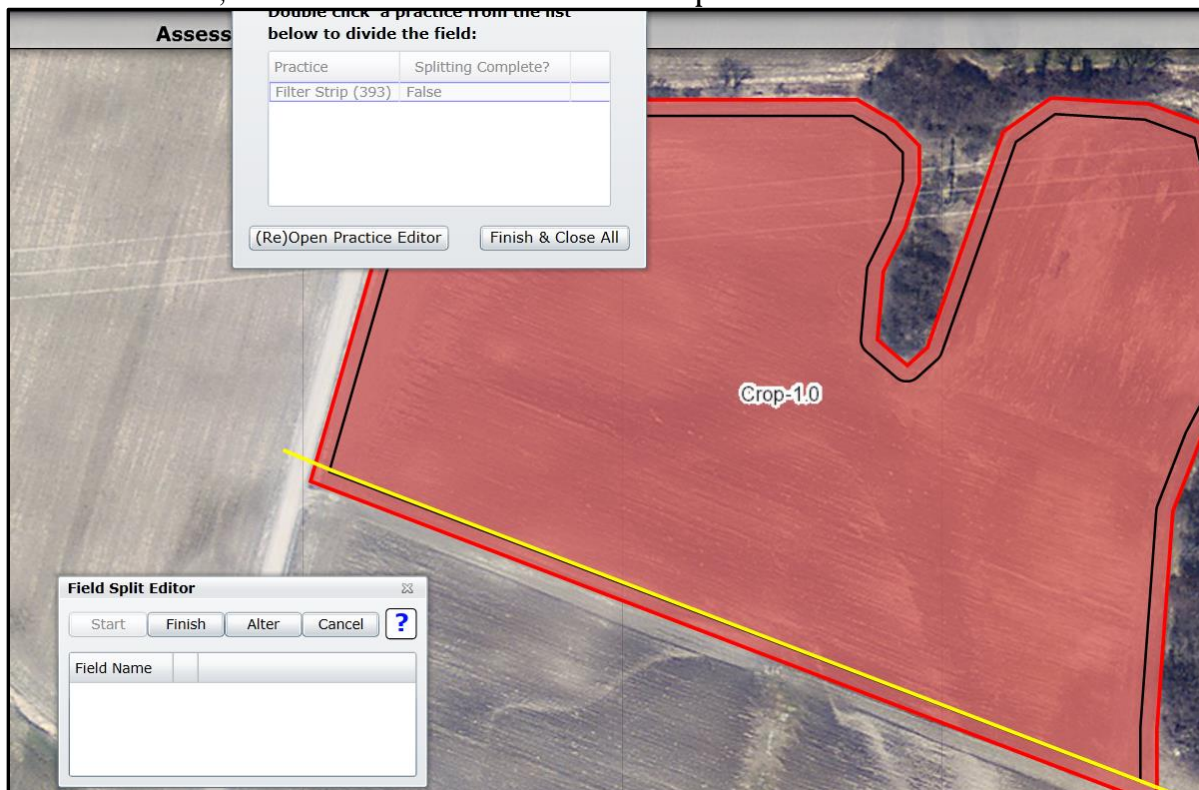 Assess
Double click a practice from the list
below to divide the field:
Practice Splitting Complete?
Filter Strip (393) False
(Re)Open Practice Editor Finish & Close All
Crop-1.0
Field Split Editor
Start Finish Alter Cancel ?
Field Name